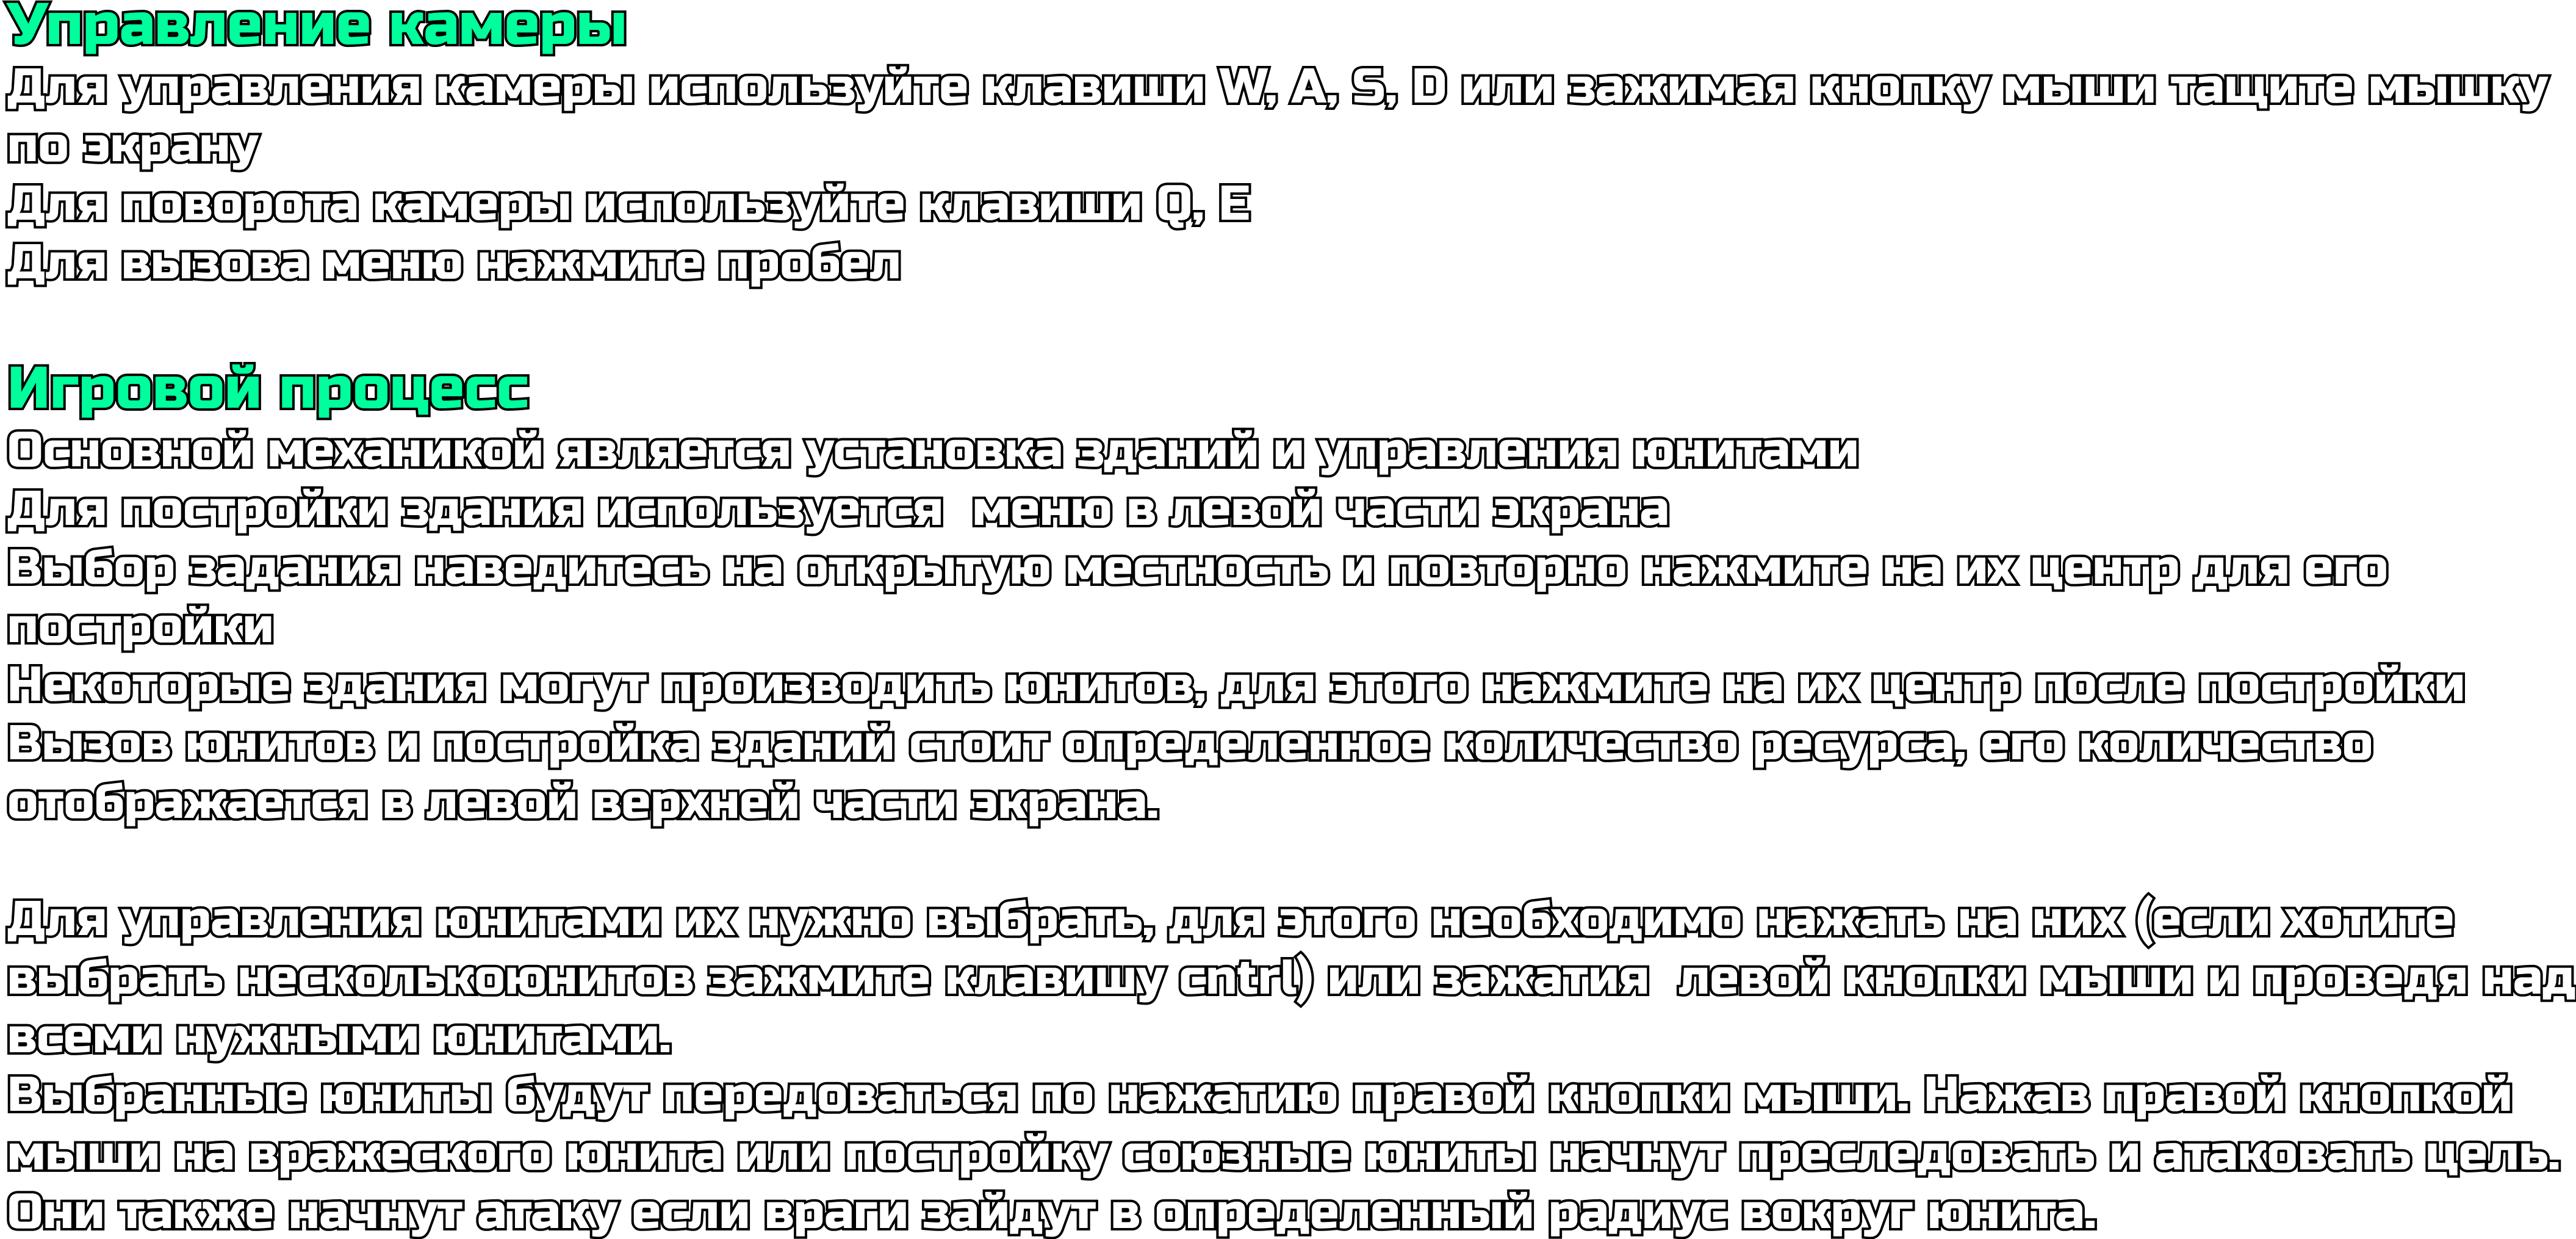 Управление камеры
Для управления камеры используйте клавиши W, A, S, D или зажимая кнопку мыши тащите мышку
по экрану
Для поворота камеры используйте клавиши Q, E
Для вызова меню нажмите пробел
Игровой процесс
Основной механикой является установка зданий и управления юнитами
Для постройки здания используется  меню в левой части экрана
Выбор задания наведитесь на открытую местность и повторно нажмите на их центр для его
постройки
Некоторые здания могут производить юнитов, для этого нажмите на их центр после постройки
Вызов юнитов и постройка зданий стоит определенное количество ресурса, его количество
отображается в левой верхней части экрана.
Для управления юнитами их нужно выбрать, для этого необходимо нажать на них (если хотите
выбрать несколькоюнитов зажмите клавишу cntrl) или зажатия  левой кнопки мыши и проведя над
всеми нужными юнитами.
Выбранные юниты будут передоваться по нажатию правой кнопки мыши. Нажав правой кнопкой
мыши на вражеского юнита или постройку союзные юниты начнут преследовать и атаковать цель.
Они также начнут атаку если враги зайдут в определенный радиус вокруг юнита.